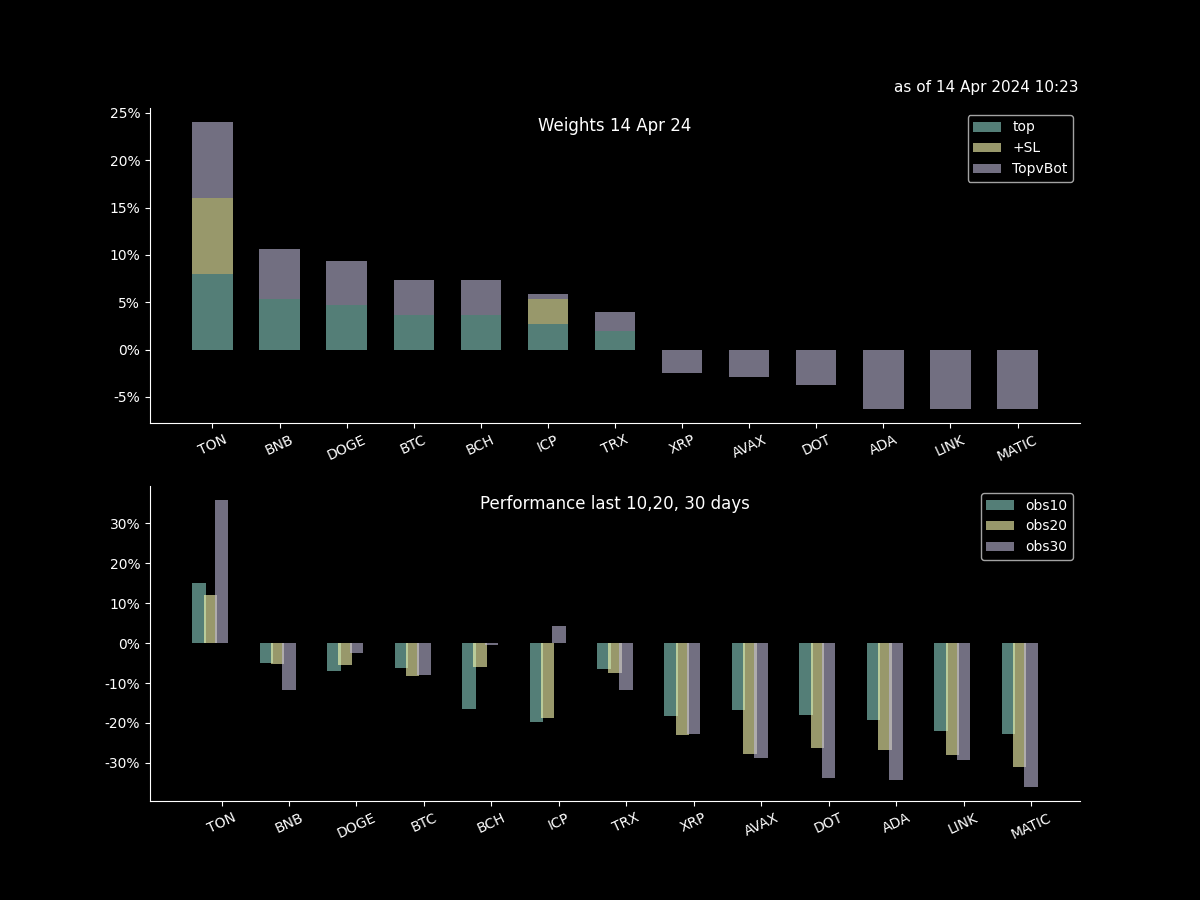 as of 14 Apr 2024 10:23
Weights 14 Apr 24
top
+SL
TopvBot
25%
20%
15%
10%
5%
0%
-5%
TON BNB DOGE BTC BCH ICP TRX XRP AVAX DOT ADA LINK MATIC
Performance last 10,20, 30 days
obs10
obs20
obs30
30%
20%
10%
0%
-10%
-20%
-30%
TON BNB DOGE BTC BCH ICP TRX XRP AVAX DOT ADA LINK MATIC